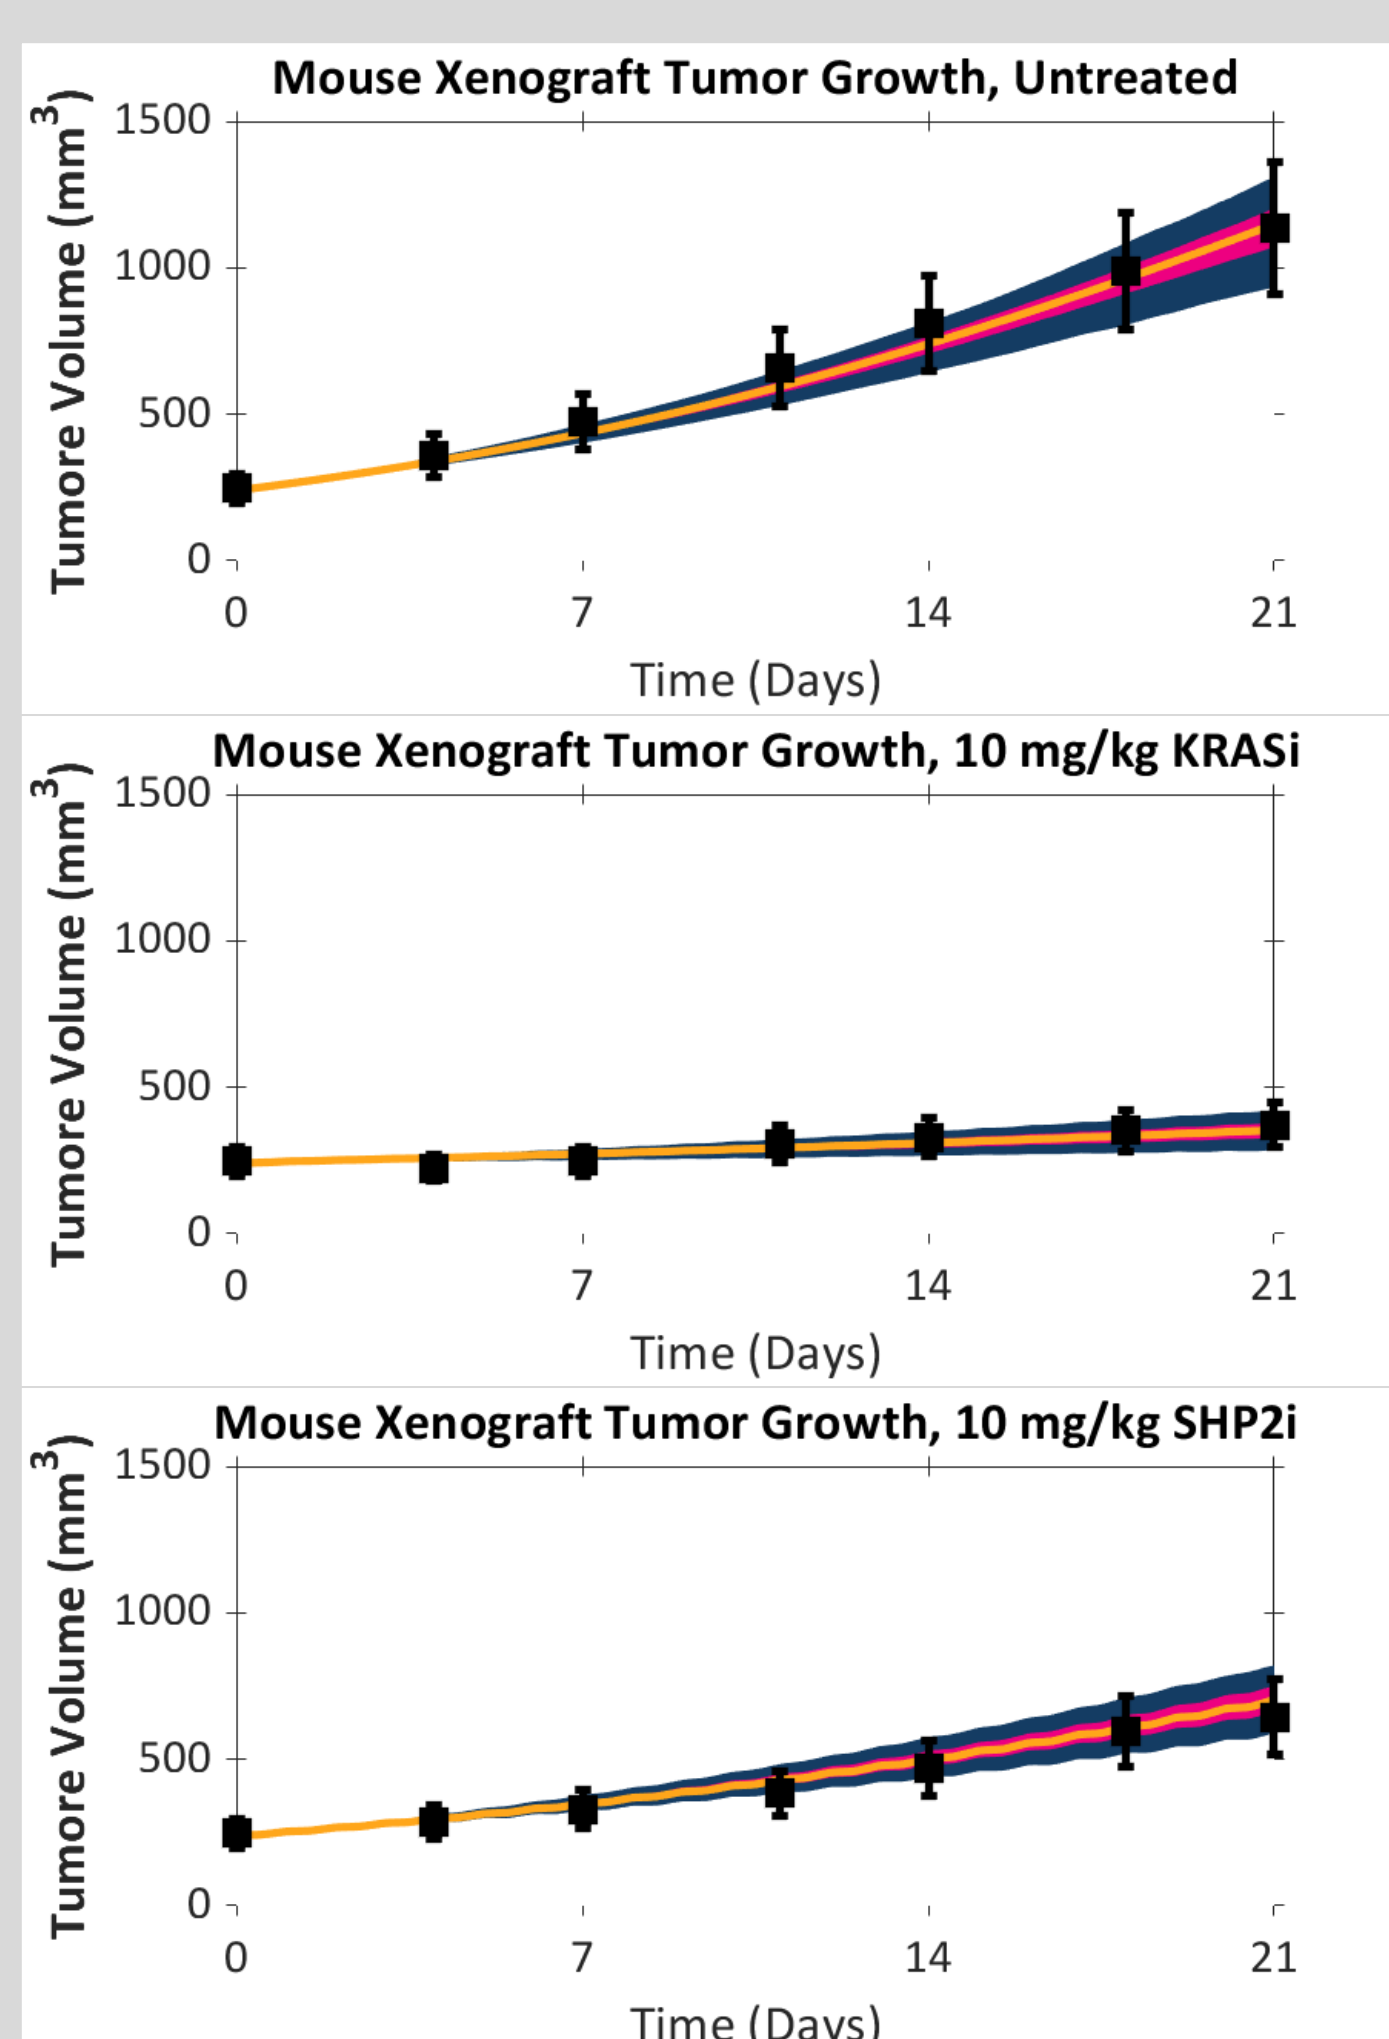 Mouse Xenograft Tumor Growth, Untreated
Tumore Volume (mm³)
1500
1000
500
0
0 7 14 21
Time (Days)
Mouse Xenograft Tumor Growth, 10 mg/kg KRASi
Tumore Volume (mm³)
1500
1000
500
0
0 7 14 21
Time (Days)
Mouse Xenograft Tumor Growth, 10 mg/kg SHP2i
Tumore Volume (mm³)
1500
1000
500
0
0 7 14 21
Time (Days)